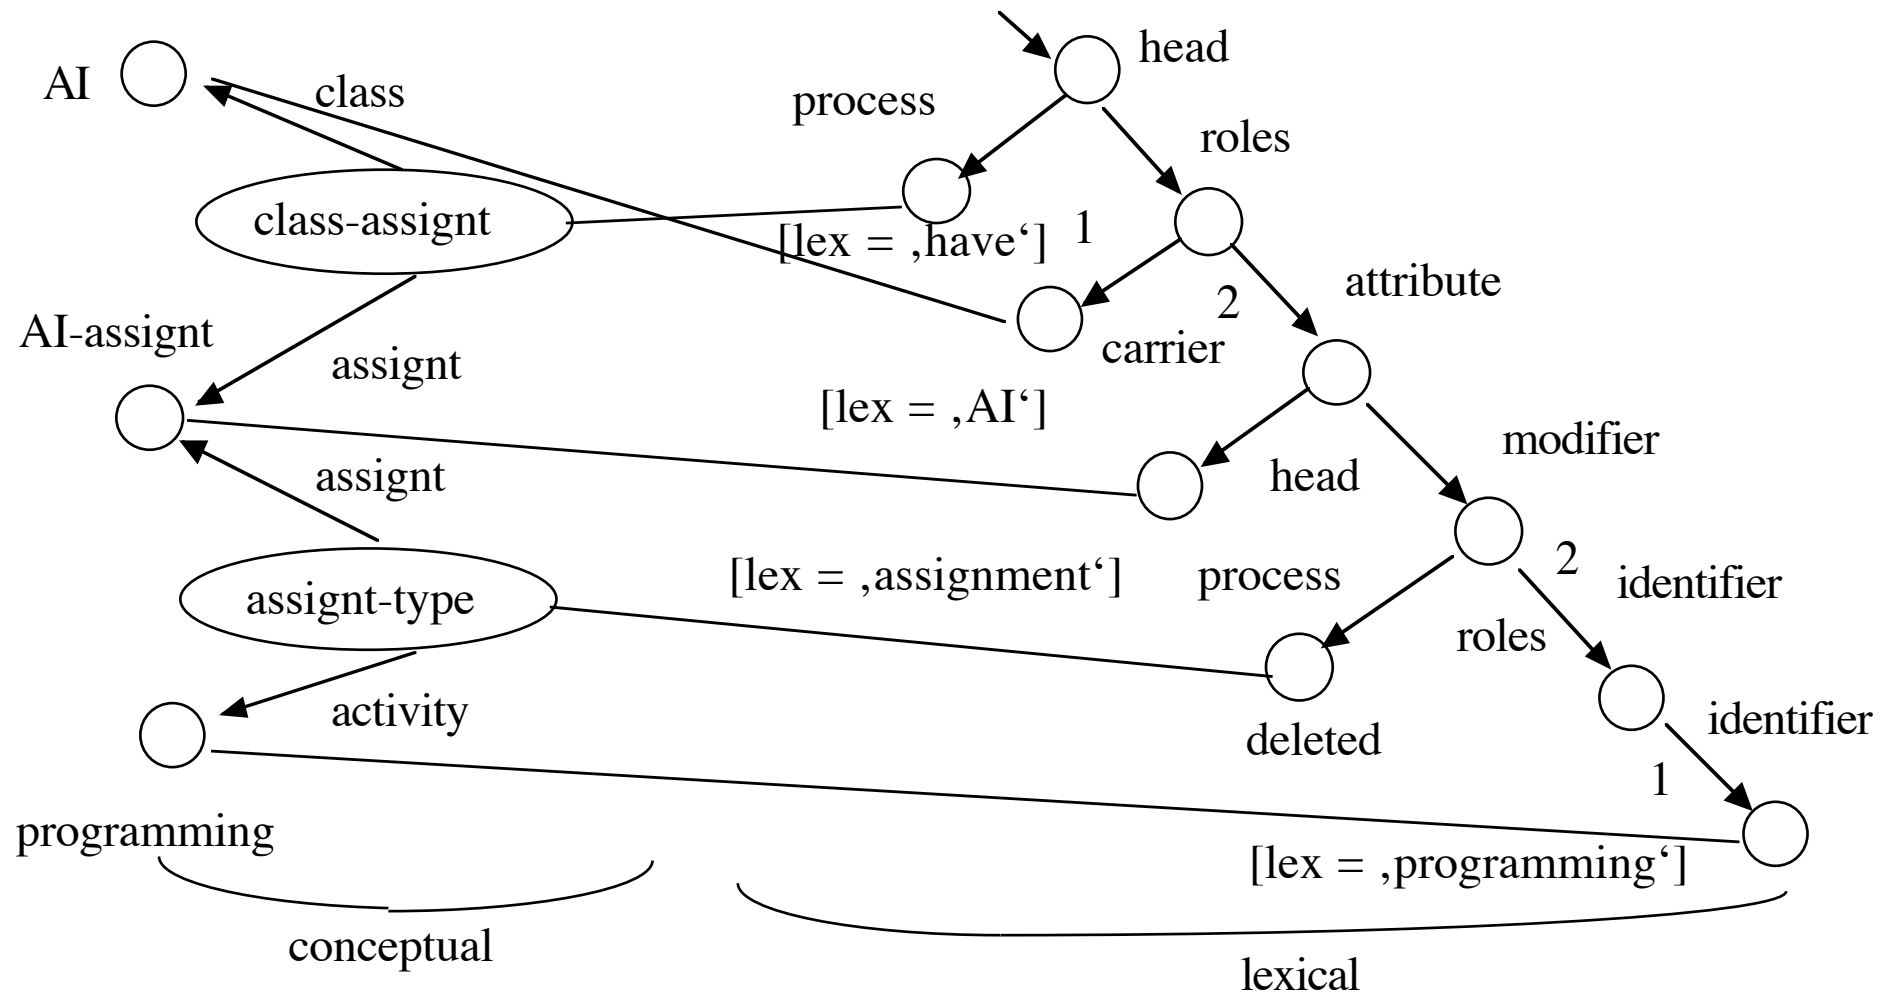 head
AI
class
process
roles
class-assignt
[lex = ‚have‘]
1
attribute
2
AI-assignt
carrier
assignt
[lex = ‚AI‘]
modifier
assignt
head
2
[lex = ‚assignment‘]
process
identifier
assignt-type
roles
activity
identifier
deleted
1
programming
[lex = ‚programming‘]
conceptual
lexical